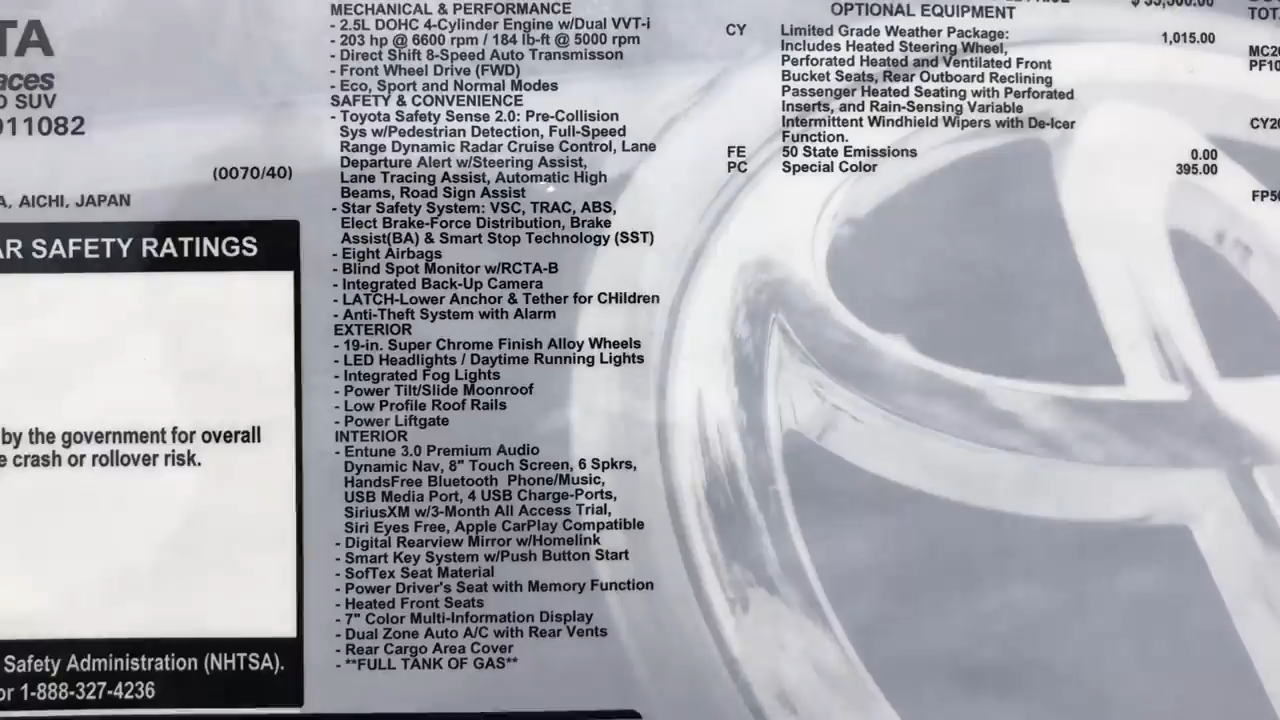 TA
aces
D SUV
011082
(0070/40)
A, AICHI, JAPAN
AR SAFETY RATINGS
by the government for overall
e crash or rollover risk.
Safety Administration (NHTSA).
or 1-888-327-4236
MECHANICAL & PERFORMANCE
- 2.5L DOHC 4-Cylinder Engine w/Dual VVT-i
- 203 hp @ 6600 rpm / 184 lb-ft @ 5000 rpm
- Direct Shift 8-Speed Auto Transmisson
- Front Wheel Drive (FWD)
- Eco, Sport and Normal Modes
SAFETY & CONVENIENCE
- Toyota Safety Sense 2.0: Pre-Collision
Sys w/Pedestrian Detection, Full-Speed
Range Dynamic Radar Cruise Control, Lane
Departure Alert w/Steering Assist,
Lane Tracing Assist, Automatic High
Beams, Road Sign Assist
- Star Safety System: VSC, TRAC, ABS,
Elect Brake-Force Distribution, Brake
Assist(BA) & Smart Stop Technology (SST)
- Eight Airbags
- Blind Spot Monitor w/RCTA-B
- Integrated Back-Up Camera
- LATCH-Lower Anchor & Tether for CHildren
- Anti-Theft System with Alarm
EXTERIOR
- 19-in. Super Chrome Finish Alloy Wheels
- LED Headlights / Daytime Running Lights
- Integrated Fog Lights
- Power Tilt/Slide Moonroof
- Low Profile Roof Rails
- Power Liftgate
INTERIOR
- Entune 3.0 Premium Audio
Dynamic Nav, 8" Touch Screen, 6 Spkrs,
HandsFree Bluetooth Phone/Music,
USB Media Port, 4 USB Charge-Ports,
SiriusXM w/3-Month All Access Trial,
Siri Eyes Free, Apple CarPlay Compatible
- Digital Rearview Mirror w/Homelink
- Smart Key System w/Push Button Start
- SofTex Seat Material
- Power Driver's Seat with Memory Function
- Heated Front Seats
- 7" Color Multi-Information Display
- Dual Zone Auto A/C with Rear Vents
- Rear Cargo Area Cover
- **FULL TANK OF GAS**
OPTIONAL EQUIPMENT
CY Limited Grade Weather Package: 1,015.00
Includes Heated Steering Wheel,
Perforated Heated and Ventilated Front
Bucket Seats, Rear Outboard Reclining
Passenger Heated Seating with Perforated
Inserts, and Rain-Sensing Variable
Intermittent Windhield Wipers with De-Icer
Function.
FE 50 State Emissions 0.00
PC Special Color 395.00
TOT
MC20
PF10
CY20
FP50